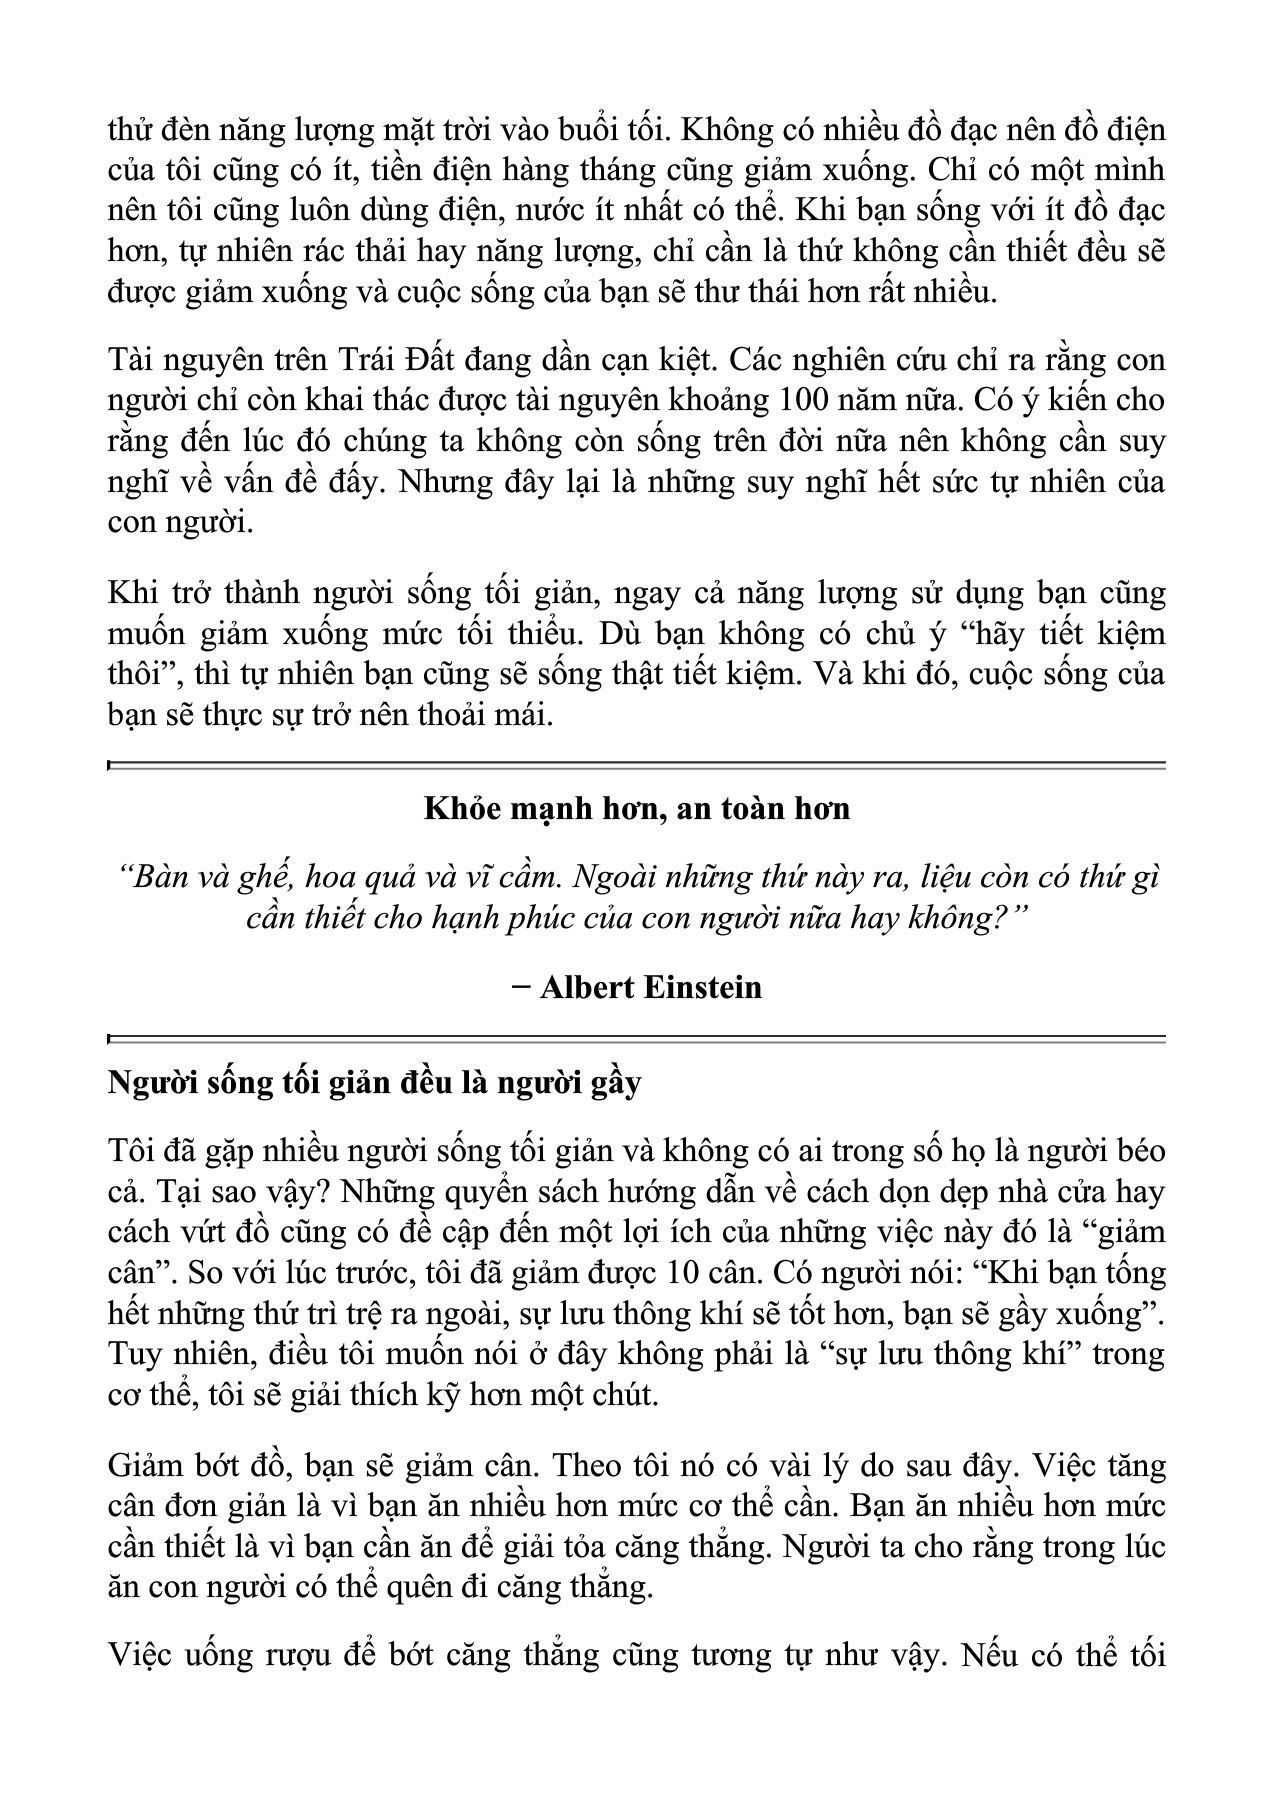 thử đèn năng lượng mặt trời vào buổi tối. Không có nhiều đồ đạc nên đồ điện
của tôi cũng có ít, tiền điện hàng tháng cũng giảm xuống. Chỉ có một mình
nên tôi cũng luôn dùng điện, nước ít nhất có thể. Khi bạn sống với ít đồ đạc
hơn, tự nhiên rác thải hay năng lượng, chỉ cần là thứ không cần thiết đều sẽ
được giảm xuống và cuộc sống của bạn sẽ thư thái hơn rất nhiều.
Tài nguyên trên Trái Đất đang dần cạn kiệt. Các nghiên cứu chỉ ra rằng con
người chỉ còn khai thác được tài nguyên khoảng 100 năm nữa. Có ý kiến cho
rằng đến lúc đó chúng ta không còn sống trên đời nữa nên không cần suy
nghĩ về vấn đề đấy. Nhưng đây lại là những suy nghĩ hết sức tự nhiên của
con người.
Khi trở thành người sống tối giản, ngay cả năng lượng sử dụng bạn cũng
muốn giảm xuống mức tối thiểu. Dù bạn không có chủ ý “hãy tiết kiệm
thôi”, thì tự nhiên bạn cũng sẽ sống thật tiết kiệm. Và khi đó, cuộc sống của
bạn sẽ thực sự trở nên thoải mái.
Khỏe mạnh hơn, an toàn hơn
“Bàn và ghế, hoa quả và vĩ cầm. Ngoài những thứ này ra, liệu còn có thứ gì
cần thiết cho hạnh phúc của con người nữa hay không?”
− Albert Einstein
Người sống tối giản đều là người gầy
Tôi đã gặp nhiều người sống tối giản và không có ai trong số họ là người béo
cả. Tại sao vậy? Những quyển sách hướng dẫn về cách dọn dẹp nhà cửa hay
cách vứt đồ cũng có đề cập đến một lợi ích của những việc này đó là “giảm
cân”. So với lúc trước, tôi đã giảm được 10 cân. Có người nói: “Khi bạn tống
hết những thứ trì trệ ra ngoài, sự lưu thông khí sẽ tốt hơn, bạn sẽ gầy xuống”.
Tuy nhiên, điều tôi muốn nói ở đây không phải là “sự lưu thông khí” trong
cơ thể, tôi sẽ giải thích kỹ hơn một chút.
Giảm bớt đồ, bạn sẽ giảm cân. Theo tôi nó có vài lý do sau đây. Việc tăng
cân đơn giản là vì bạn ăn nhiều hơn mức cơ thể cần. Bạn ăn nhiều hơn mức
cần thiết là vì bạn cần ăn để giải tỏa căng thẳng. Người ta cho rằng trong lúc
ăn con người có thể quên đi căng thẳng.
Việc uống rượu để bớt căng thẳng cũng tương tự như vậy. Nếu có thể tối